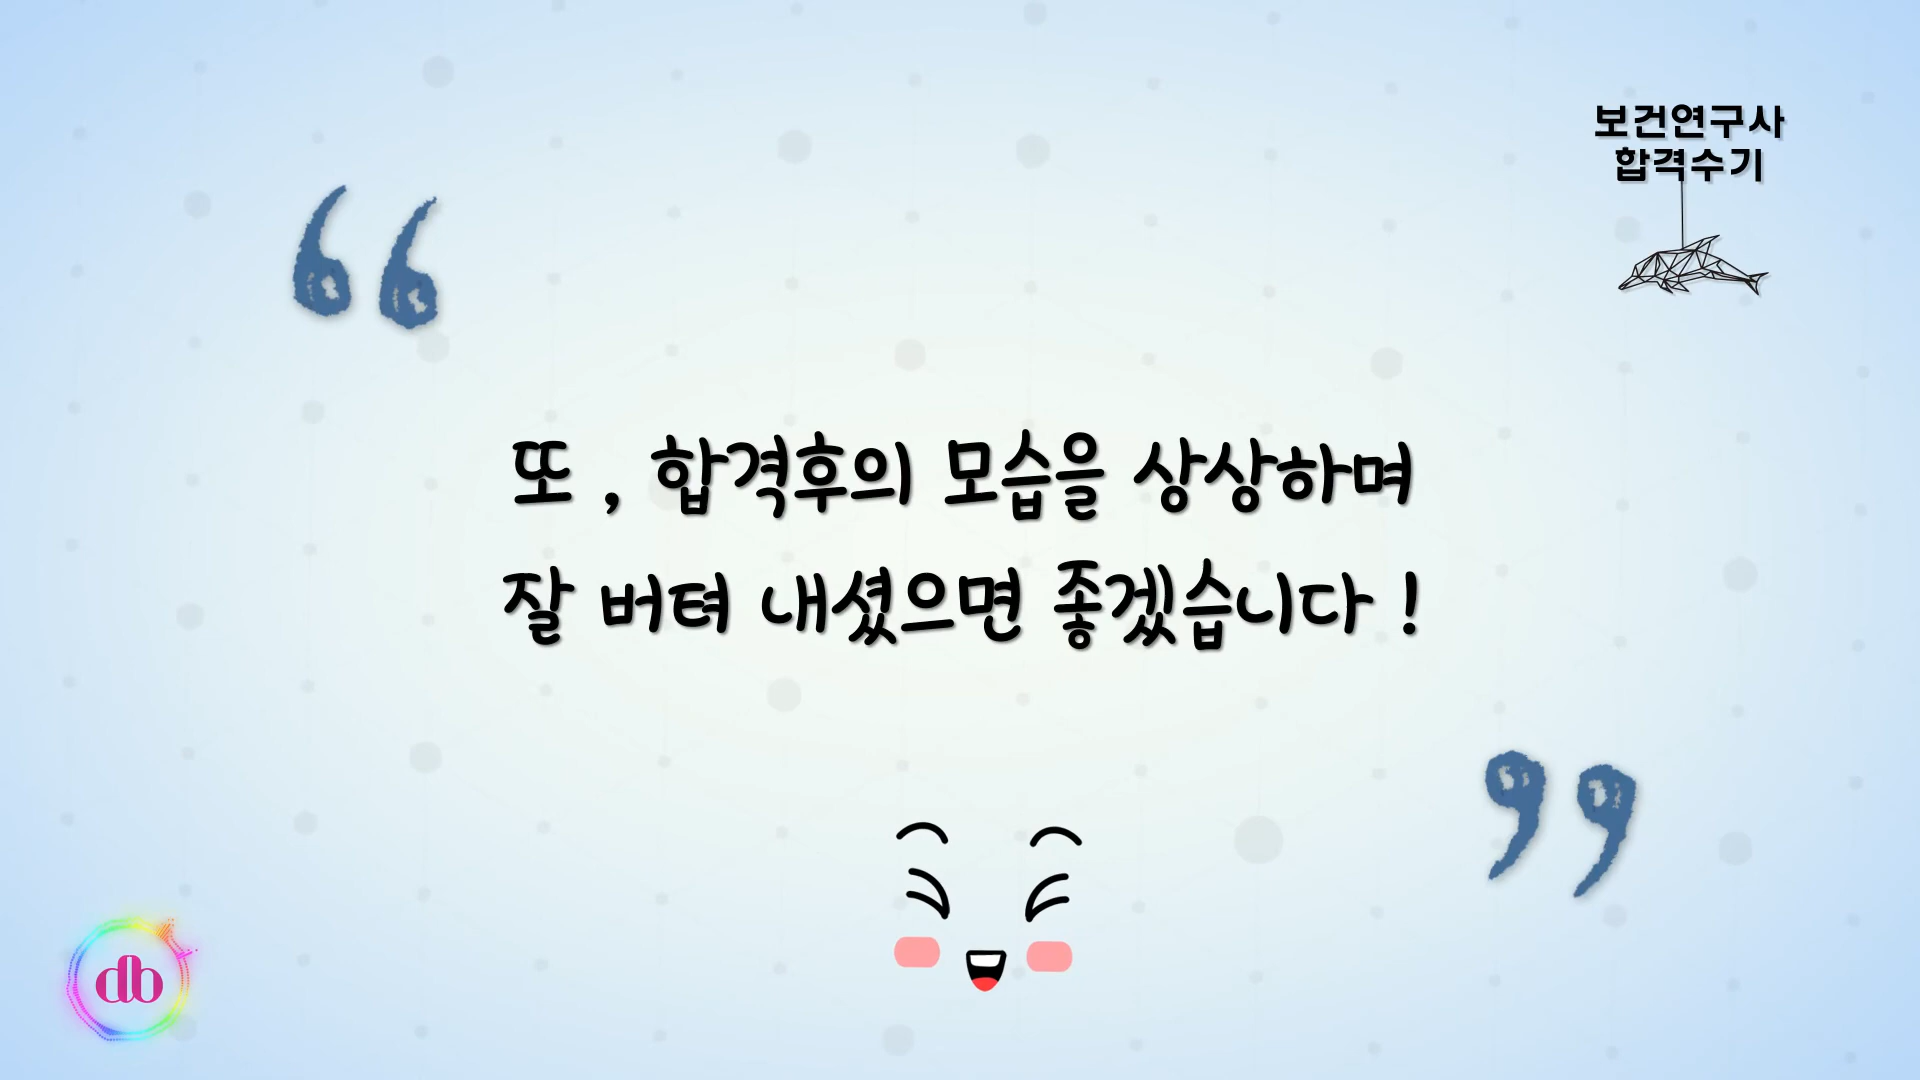 보건연구사
합격수기
또 , 합격후의 모습을 상상하며
잘 버텨 내셨으면 좋겠습니다 !
db